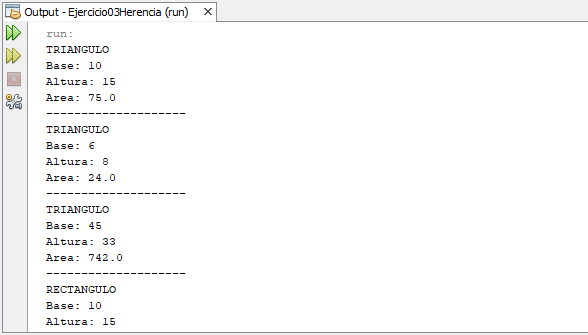 Output - Ejercicio03Herencia (run)
run:
TRIANGULO
Base: 10
Altura: 15
Area: 75.0
--------------------
TRIANGULO
Base: 6
Altura: 8
Area: 24.0
--------------------
TRIANGULO
Base: 45
Altura: 33
Area: 742.0
--------------------
RECTANGULO
Base: 10
Altura: 15